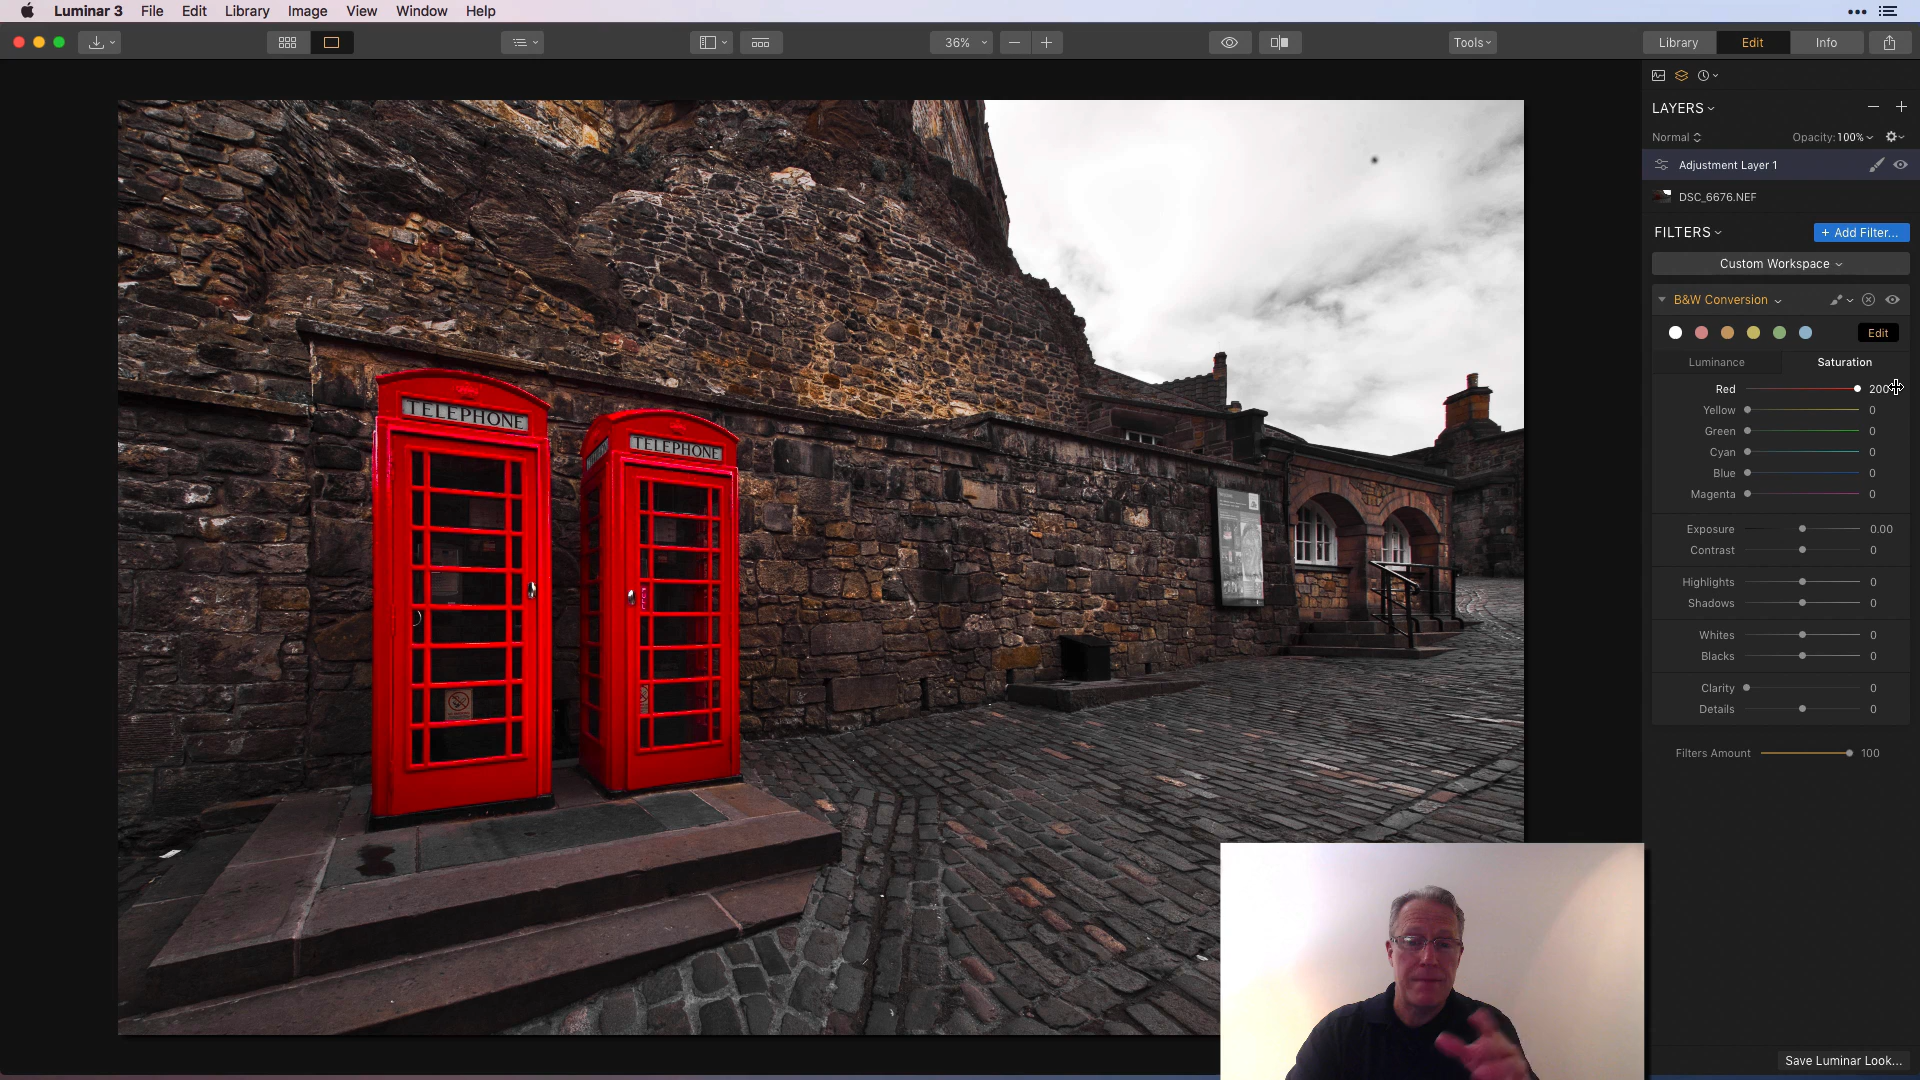 Luminar 3 File Edit Library Image View Window Help
36% Tools Library Edit Info
LAYERS
Normal Opacity: 100%
Adjustment Layer 1
DSC_6676.NEF
FILTERS + Add Filter...
Custom Workspace
B&W Conversion
Edit
Luminance Saturation
Red 200
Yellow 0
Green 0
Cyan 0
Blue 0
Magenta 0
Exposure 0.00
Contrast 0
Highlights 0
Shadows 0
Whites 0
Blacks 0
Clarity 0
Details 0
Filters Amount 100
Save Luminar Look...
TELEPHONE
TELEPHONE